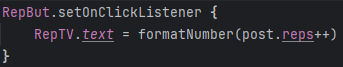 RepBut.setOnClickListener {
    RepTV.text = formatNumber(post.reps++)
}